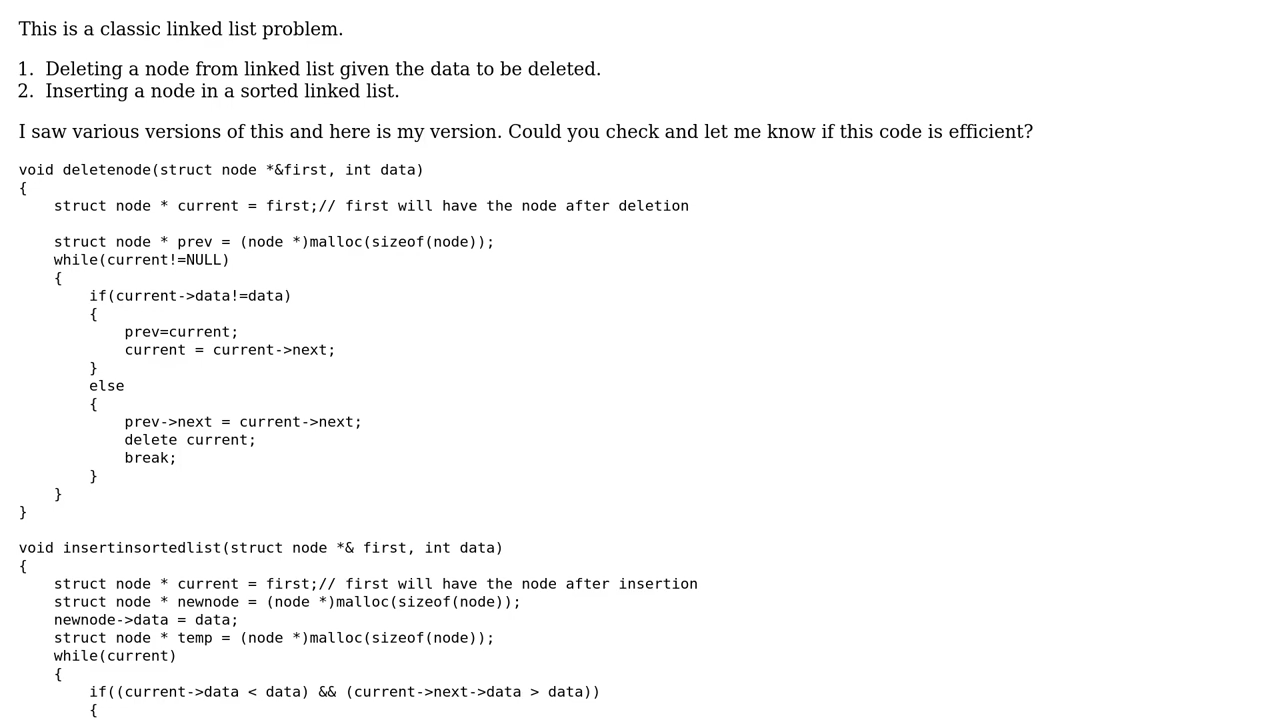 This is a classic linked list problem.
1. Deleting a node from linked list given the data to be deleted.
2. Inserting a node in a sorted linked list.
I saw various versions of this and here is my version. Could you check and let me know if this code is efficient?
void deletenode(struct node *&first, int data)
{
    struct node * current = first;// first will have the node after deletion
    struct node * prev = (node *)malloc(sizeof(node));
    while(current!=NULL)
    {
        if(current->data!=data)
        {
            prev=current;
            current = current->next;
        }
        else
        {
            prev->next = current->next;
            delete current;
            break;
        }
    }
}
void insertinsortedlist(struct node *& first, int data)
{
    struct node * current = first;// first will have the node after insertion
    struct node * newnode = (node *)malloc(sizeof(node));
    newnode->data = data;
    struct node * temp = (node *)malloc(sizeof(node));
    while(current)
    {
        if((current->data < data) && (current->next->data > data))
        {